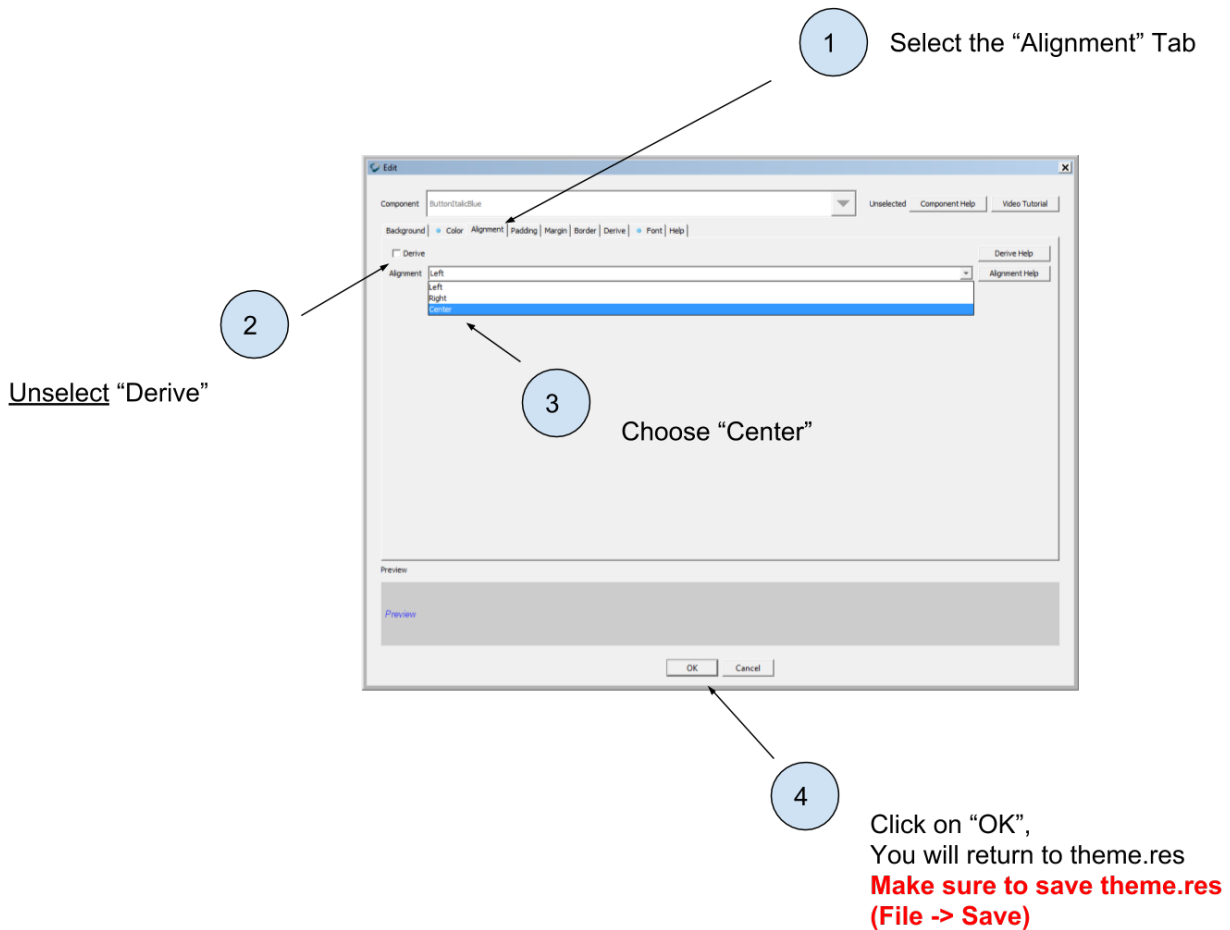 1
Select the “Alignment” Tab
Edit
Component ButtonItalicBlue Unselected Component Help Video Tutorial
Background Color Alignment Padding Margin Border Derive Font Help
Derive Derive Help
Alignment Left Alignment Help
Left
Right
Center
2
Unselect “Derive”
3
Choose “Center”
Preview
Preview
OK Cancel
4
Click on “OK”,
You will return to theme.res
Make sure to save theme.res
(File -> Save)